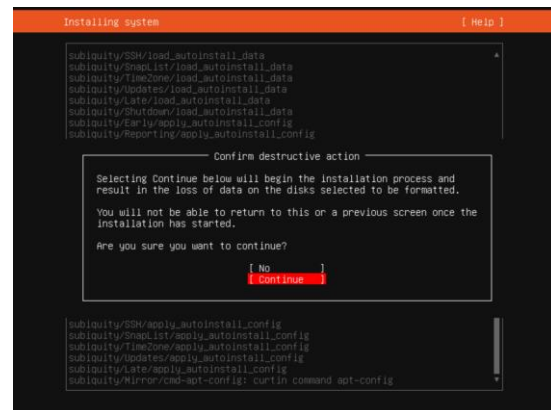 Installing system [ Help ]
subiquity/SSH/load_autoinstall_data
subiquity/SnapList/load_autoinstall_data
subiquity/TimeZone/load_autoinstall_data
subiquity/Updates/load_autoinstall_data
subiquity/Late/load_autoinstall_data
subiquity/Shutdown/load_autoinstall_data
subiquity/Early/apply_autoinstall_config
subiquity/Reporting/apply_autoinstall_config
Confirm destructive action
Selecting Continue below will begin the installation process and
result in the loss of data on the disks selected to be formatted.
You will not be able to return to this or a previous screen once the
installation has started.
Are you sure you want to continue?
[ No ]
[ Continue ]
subiquity/SSH/apply_autoinstall_config
subiquity/SnapList/apply_autoinstall_config
subiquity/TimeZone/apply_autoinstall_config
subiquity/Updates/apply_autoinstall_config
subiquity/Late/apply_autoinstall_config
subiquity/Mirror/cmd-apt-config: curtin command apt-config